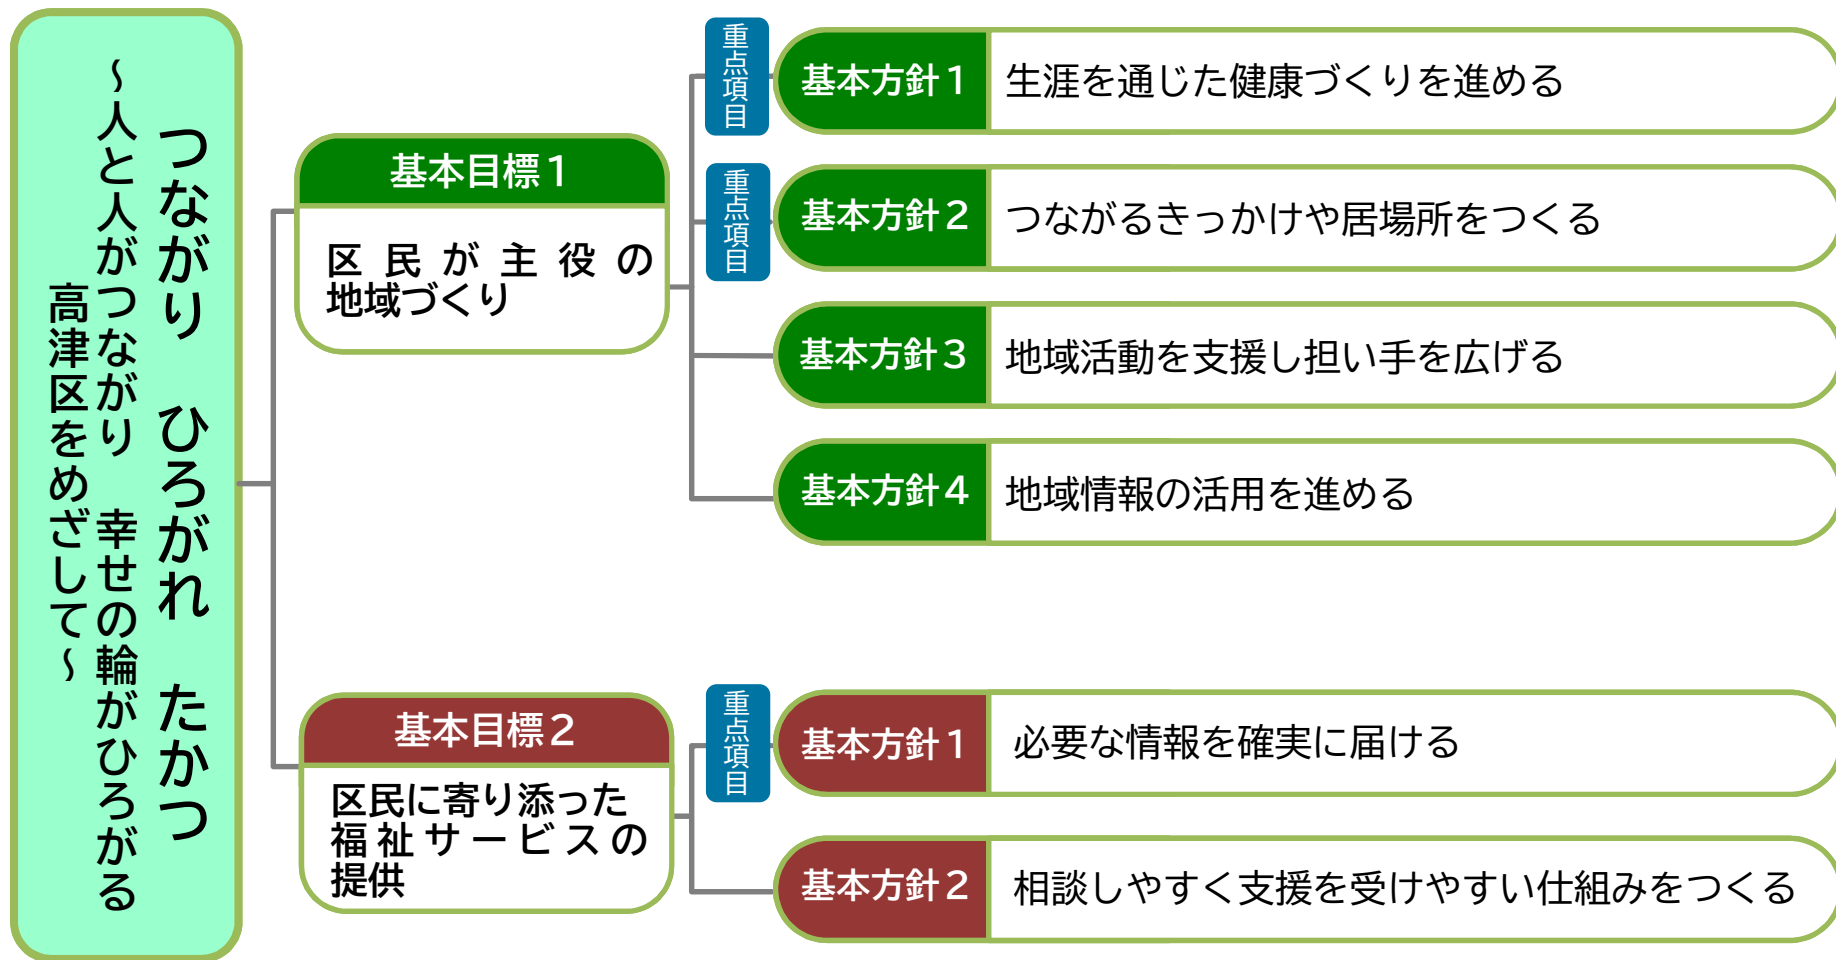 つながり　ひろがれ　たかつ
～人と人がつながり　幸せの輪がひろがる
高津区をめざして～
基本目標１
区民が主役の
地域づくり
重点項目
基本方針１
生涯を通じた健康づくりを進める
重点項目
基本方針２
つながるきっかけや居場所をつくる
基本方針３
地域活動を支援し担い手を広げる
基本方針４
地域情報の活用を進める
基本目標２
区民に寄り添った
福祉サービスの
提供
重点項目
基本方針１
必要な情報を確実に届ける
基本方針２
相談しやすく支援を受けやすい仕組みをつくる